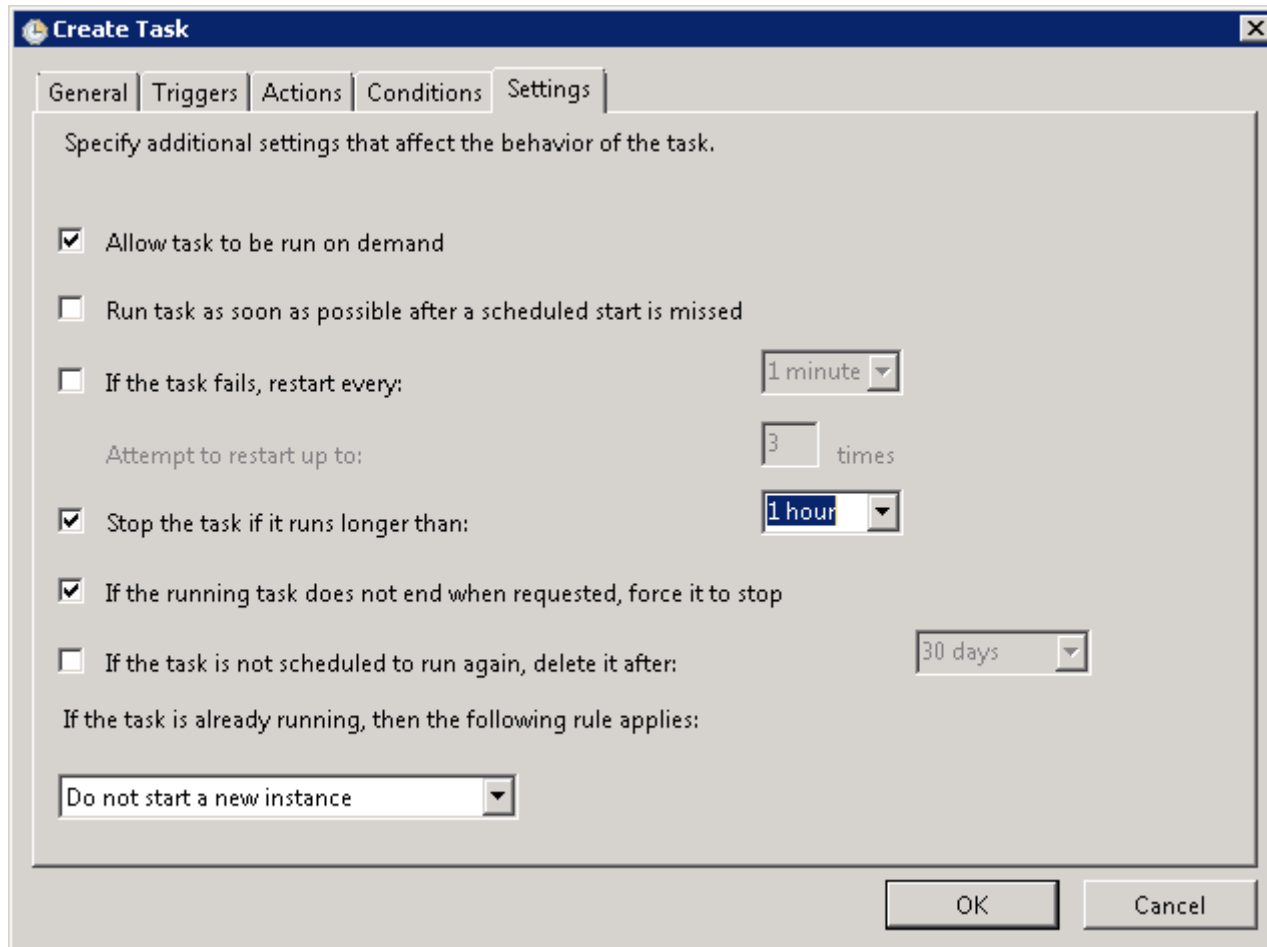 Create Task
General Triggers Actions Conditions Settings
Specify additional settings that affect the behavior of the task.
Allow task to be run on demand
Run task as soon as possible after a scheduled start is missed
If the task fails, restart every: 1 minute
Attempt to restart up to: 3 times
Stop the task if it runs longer than: 1 hour
If the running task does not end when requested, force it to stop
If the task is not scheduled to run again, delete it after: 30 days
If the task is already running, then the following rule applies:
Do not start a new instance
OK Cancel